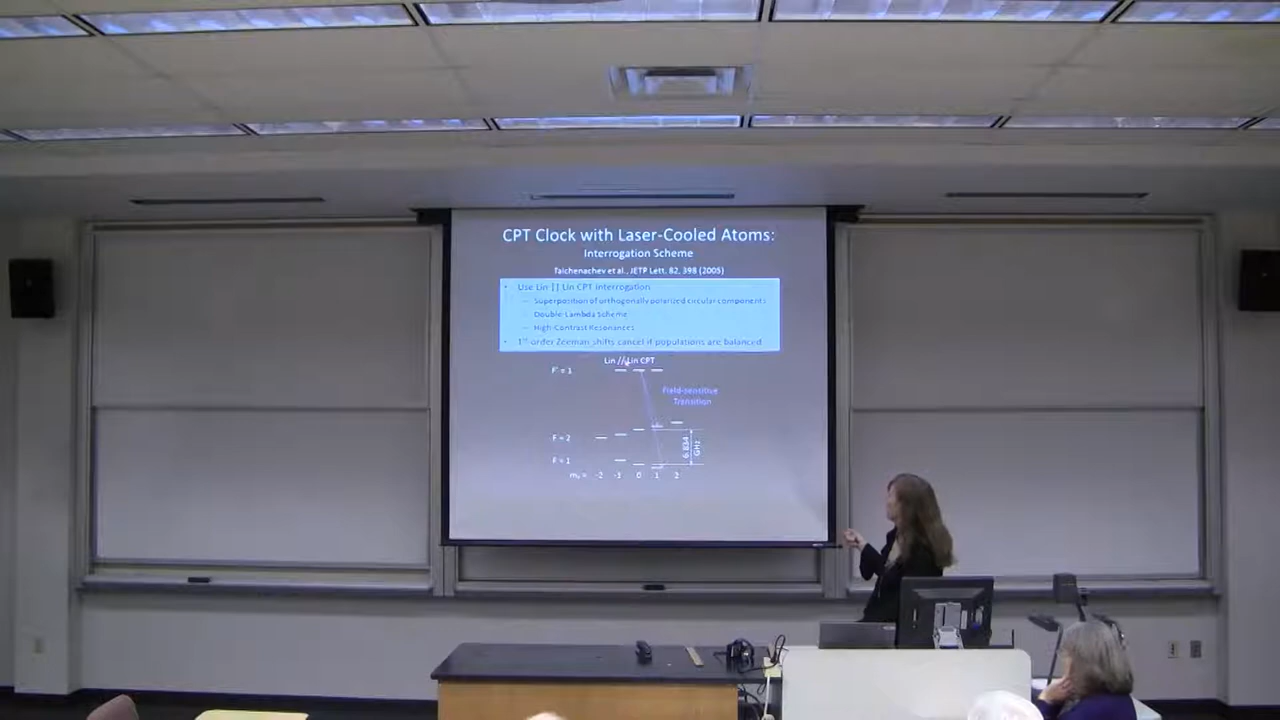 CPT Clock with Laser-Cooled Atoms:
Interrogation Scheme
Taichenachev et al., JETP Lett. 82, 398 (2005)
• Use Lin || Lin CPT interrogation
– Superposition of orthogonally polarized circular components
– Double-Lambda Scheme
– High-Contrast Resonances
• 1st order Zeeman shifts cancel if populations are balanced
Lin // Lin CPT
F' = 1
Field-sensitive
Transition
F = 2
6.834
GHz
F = 1
mF = -2 -1 0 1 2